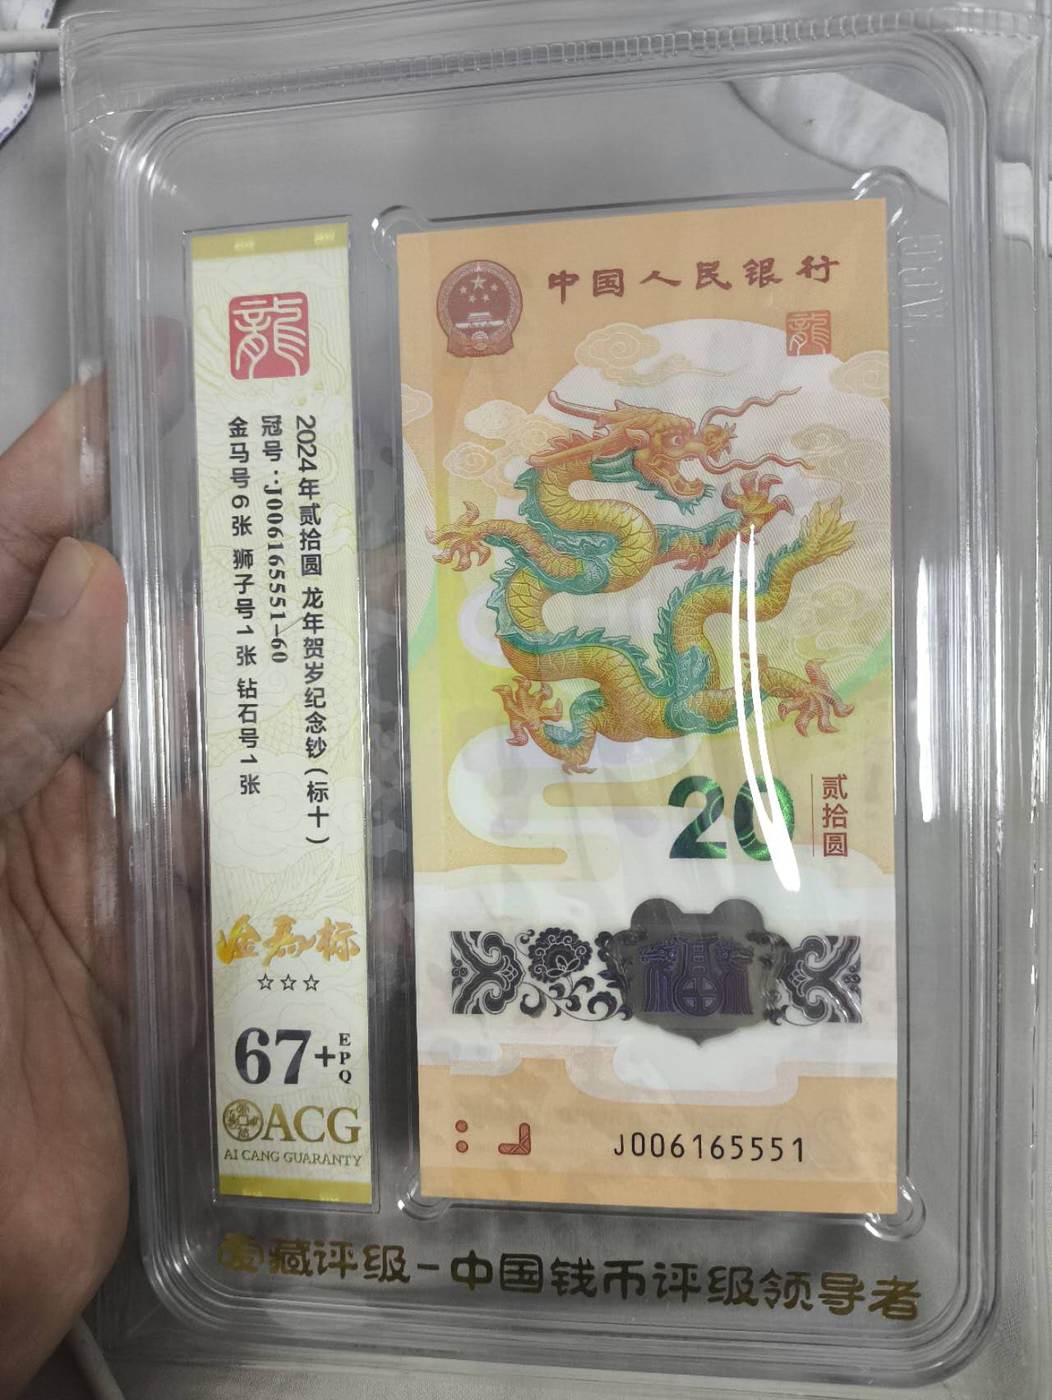 龍
2024年贰拾圆 龙年贺岁纪念钞(标十)
冠号:J006165551-60
金马号6张 狮子号1张 钻石号1张
金马标
☆☆☆
67+EPQ
ACG
AI CANG GUARANTY
中国人民银行
龍
20
贰拾圆
福
J006165551
爱藏评级-中国钱币评级领导者